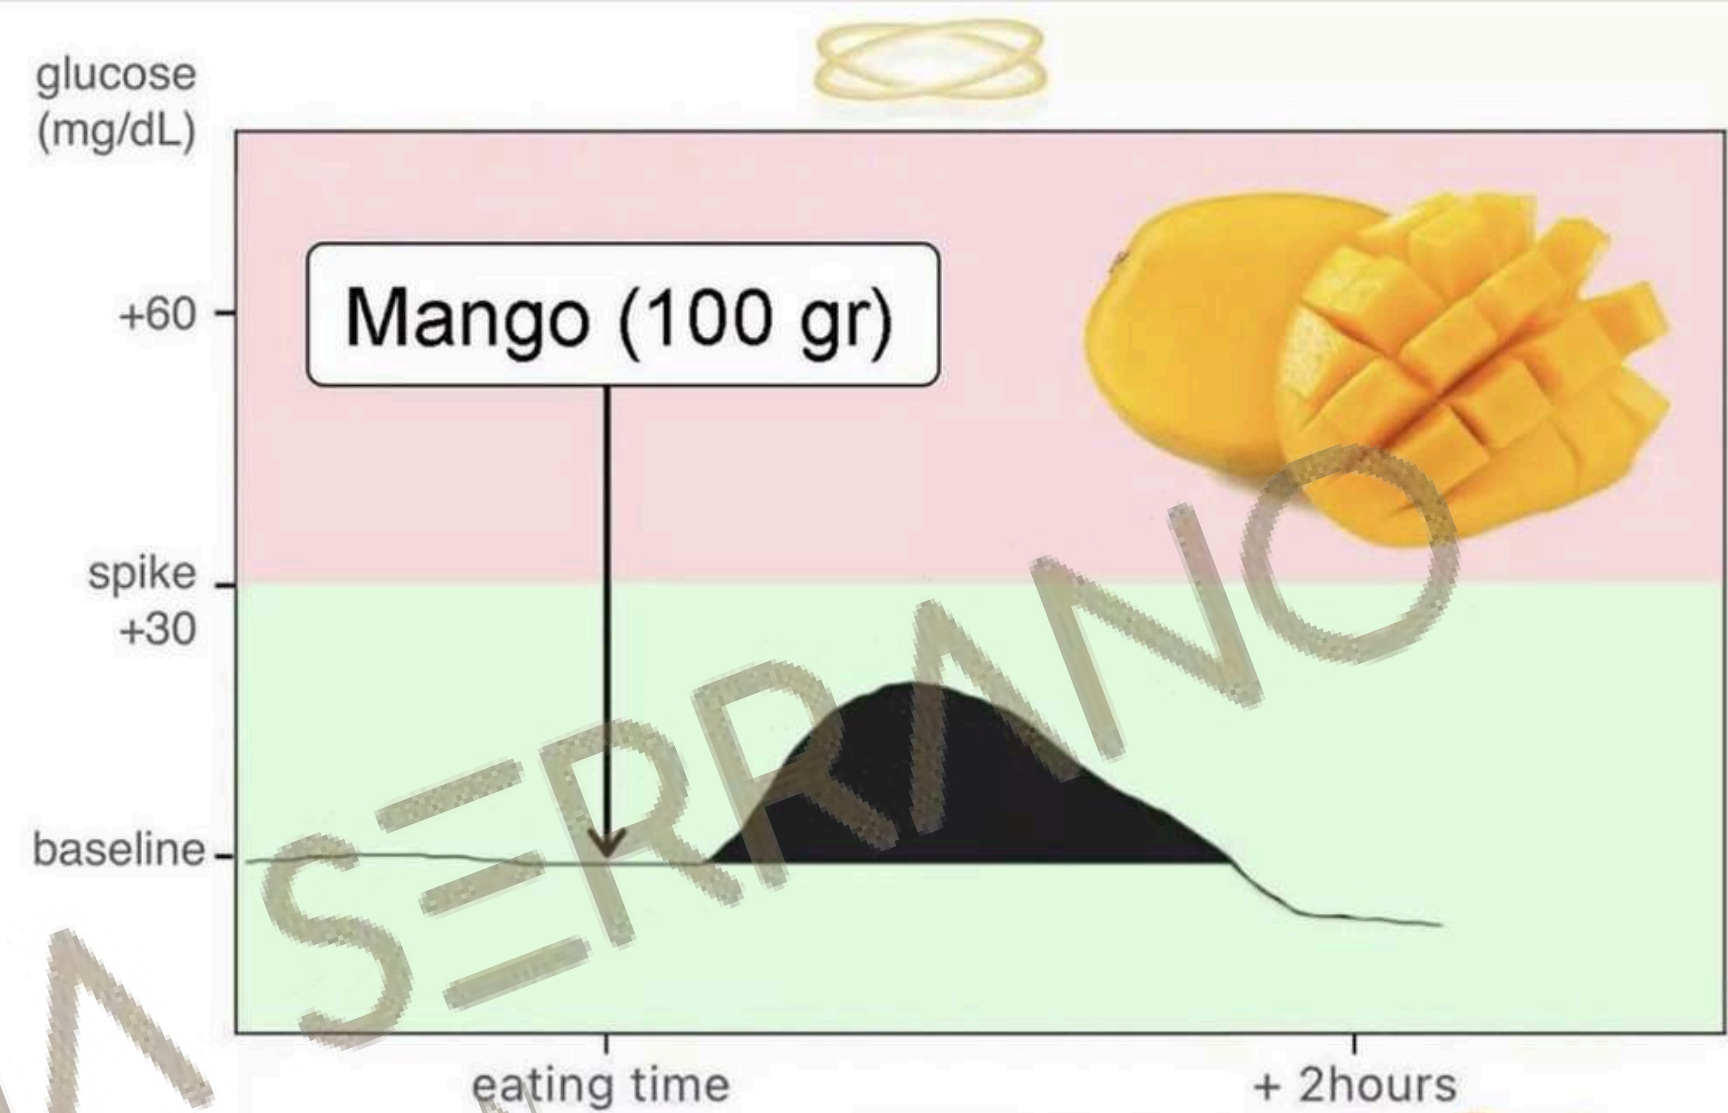 glucose
(mg/dL)
Mango (100 gr)
+60
spike
+30
baseline
eating time
+ 2hours
SERRANO